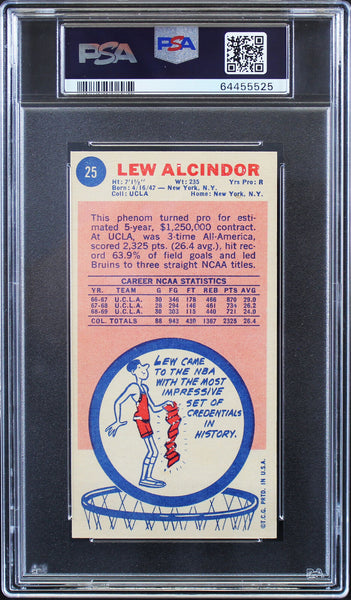 PSA
PSA
64455525
25
LEW ALCINDOR
Ht: 7'1½" Wt: 235 Yrs Pro: R
Born: 4/16/47 — New York, N.Y.
Coll: UCLA Home: New York, N.Y.
This phenom turned pro for esti-
mated 5-year, $1,250,000 contract.
At UCLA, was 3-time All-America,
scored 2,325 pts. (26.4 avg.), hit record
63.9% of field goals and led
Bruins to three straight NCAA titles.
CAREER NCAA STATISTICS
YR. TEAM G FG FT REB PTS AVG
66-67 U.C.L.A. 30 346 178 466 870 29.0
67-68 U.C.L.A. 28 294 146 461 734 26.2
68-69 U.C.L.A. 30 303 115 440 721 24.0
COL. TOTALS 88 943 439 1367 2325 26.4
LEW CAME
TO THE NBA
WITH THE MOST
IMPRESSIVE
SET OF
CREDENTIALS
IN
HISTORY.
©T.C.G. PRTD. IN U.S.A.